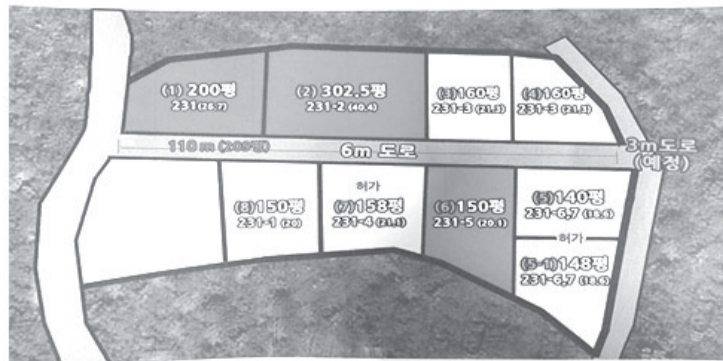 (1) 200평
231(26.7)
(2) 302.5평
231-2 (40.4)
(3)160평
231-3 (21.3)
(4)160평
231-3 (21.3)
110m (209평)
6m 도로
3m도로
(예정)
(8)150평
231-1 (20)
허가
(7)158평
231-4 (21.1)
(6)150평
231-5 (20.1)
(5)140평
231-6,7 (18.6)
허가
(5-1)148평
231-6,7 (18.6)